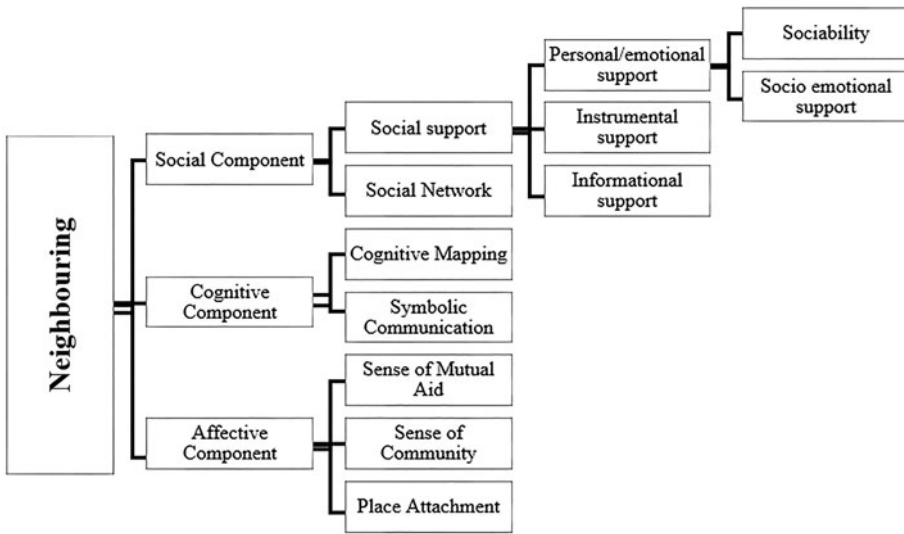 Neighbouring
Social Component
Social support
Personal/emotional
support
Sociability
Socio emotional
support
Instrumental
support
Informational
support
Social Network
Cognitive
Component
Cognitive Mapping
Symbolic
Communication
Affective
Component
Sense of Mutual
Aid
Sense of
Community
Place Attachment